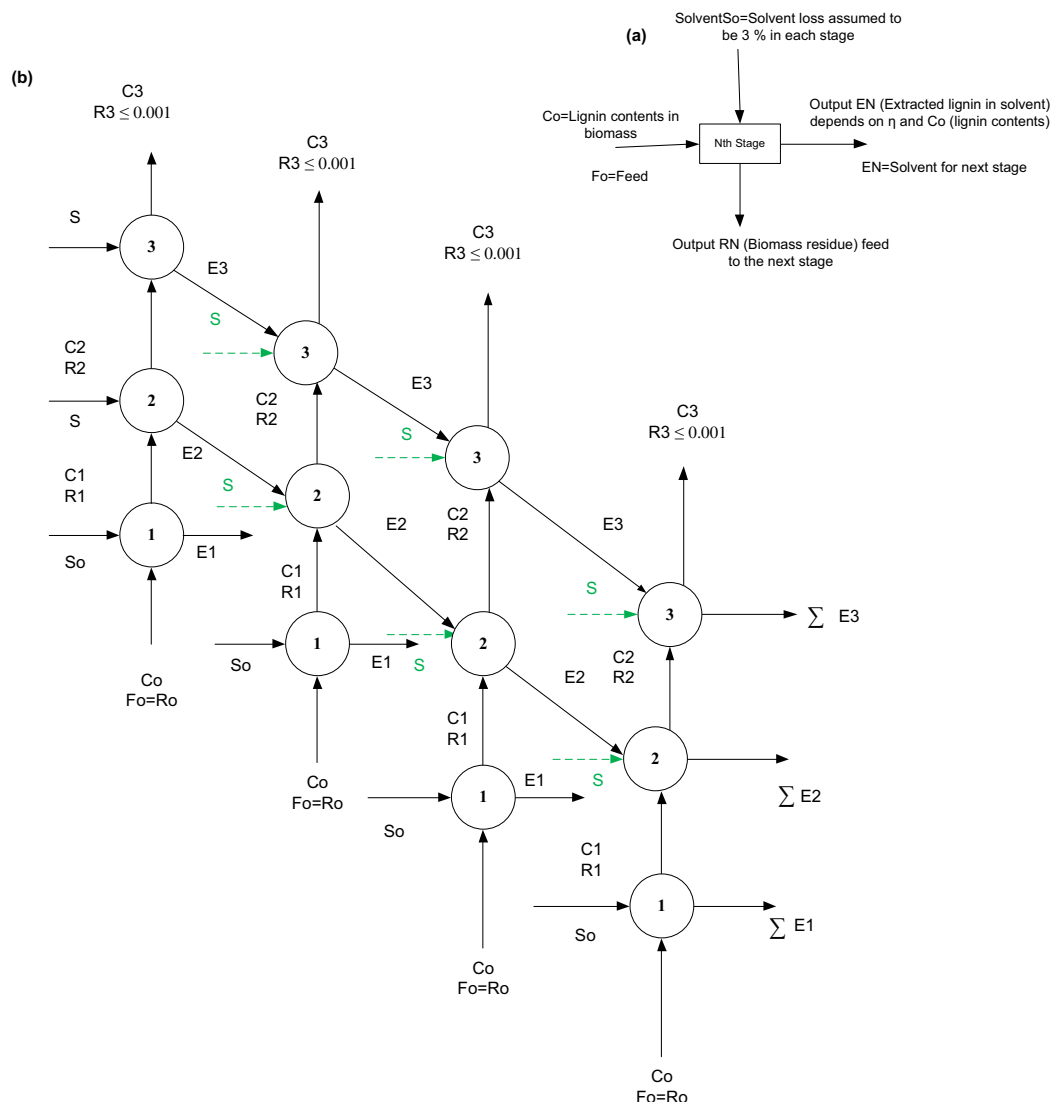 (a)
SolventSo=Solvent loss assumed to
be 3 % in each stage
Co=Lignin contents in
biomass
Fo=Feed
Nth Stage
Output EN (Extracted lignin in solvent)
depends on η and Co (lignin contents)
EN=Solvent for next stage
Output RN (Biomass residue) feed
to the next stage
(b)
C3
R3 ≤ 0.001
S
3
E3
C2
R2
S
2
E2
C1
R1
So
1
E1
Co
Fo=Ro
C3
R3 ≤ 0.001
S
3
E3
C2
R2
S
2
E2
C1
R1
So
1
E1
Co
Fo=Ro
C3
R3 ≤ 0.001
S
3
E3
C2
R2
S
2
E2
C1
R1
So
1
E1
Co
Fo=Ro
C3
R3 ≤ 0.001
S
3
∑ E3
C2
R2
S
2
∑ E2
C1
R1
So
1
∑ E1
Co
Fo=Ro